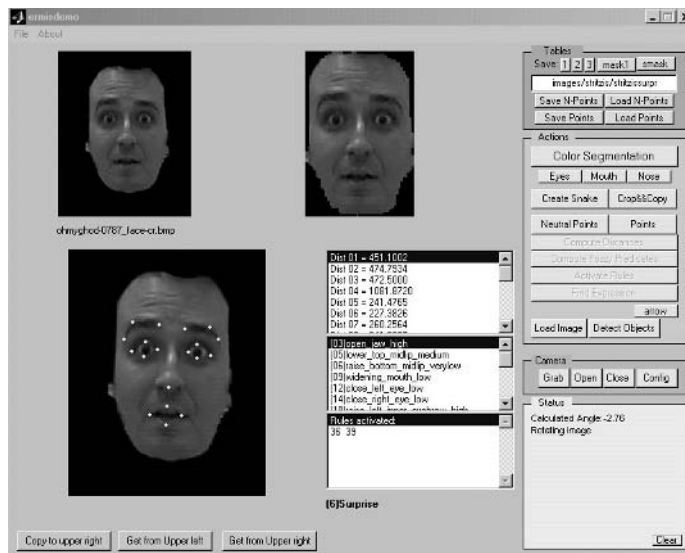 ermisdemo
File About
ohmyghod-0787_face-cr.bmp
Dist 01 = 451.1002
Dist 02 = 474.7934
Dist 03 = 472.5000
Dist 04 = 1081.8720
Dist 05 = 241.4765
Dist 06 = 227.3826
Dist 07 = 260.2564
[03]open_jaw_high
[05]lower_top_midlip_medium
[06]raise_bottom_midlip_verylow
[09]widening_mouth_low
[12]close_left_eye_low
[14]close_right_eye_low
Rules activated:
36 39
(6)Surprise
Copy to upper right Get from Upper left Get from Upper right
Tables
Save: 1 2 3 mask1 smask
images/stritzis/stritzissurpr
Save N-Points Load N-Points
Save Points Load Points
Actions
Color Segmentation
Eyes Mouth Nose
Create Snake Crop&&Copy
Neutral Points Points
Compute Distances
Compute Fuzzy Predicates
Activate Rules
Find Expression
arrow
Load Image Detect Objects
Camera
Grab Open Close Config
Status
Calculated Angle:-2.76
Rotating Image
Clear